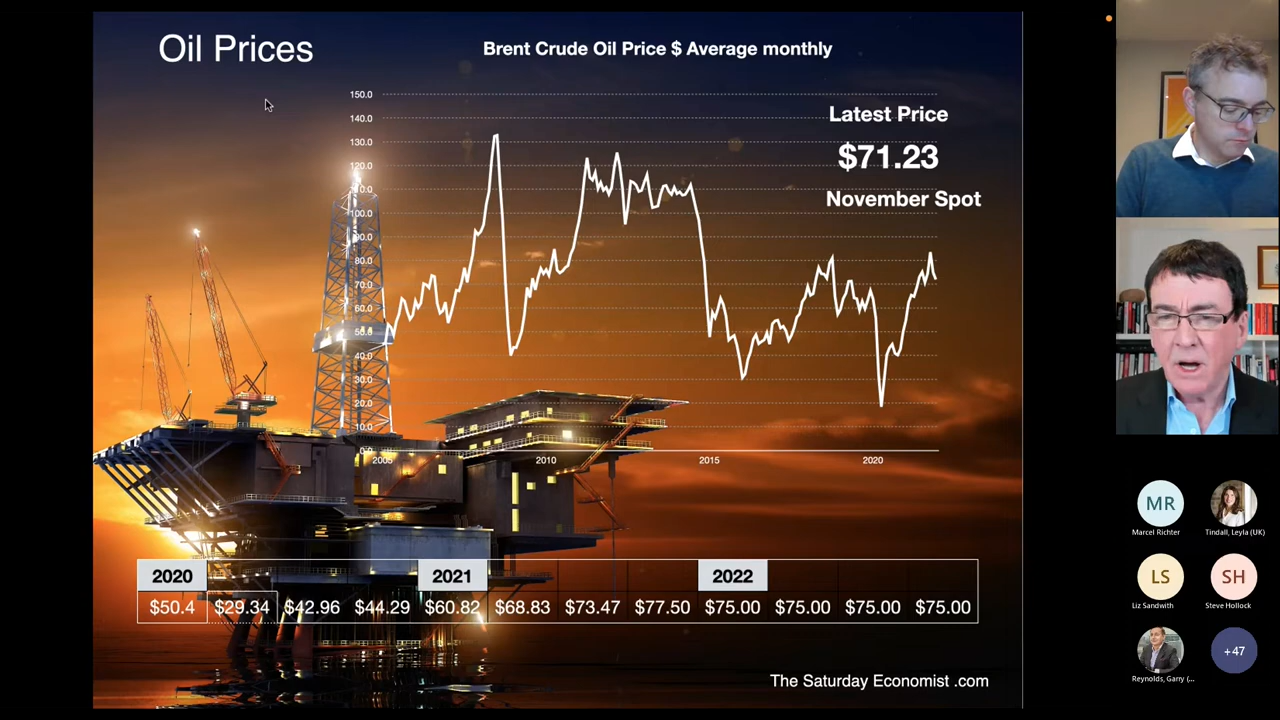 Oil Prices
Brent Crude Oil Price $ Average monthly
Latest Price
$71.23
November Spot
150.0
140.0
130.0
120.0
110.0
100.0
90.0
80.0
70.0
60.0
50.0
40.0
30.0
20.0
10.0
0.0
2005 2010 2015 2020
2020 2021 2022
$50.4 $29.34 $42.96 $44.29 $60.82 $68.83 $73.47 $77.50 $75.00 $75.00 $75.00 $75.00
The Saturday Economist .com
MR
Marcel Richter Tindall, Leyla (UK)
LS SH
Liz Sandwith Steve Hollock
+47
Reynolds, Garry (...